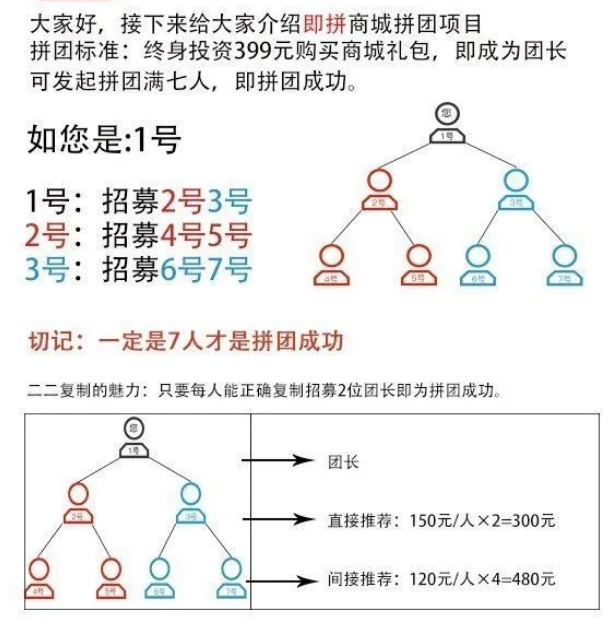 大家好，接下来给大家介绍即拼商城拼团项目
拼团标准：终身投资399元购买商城礼包，即成为团长
可发起拼团满七人，即拼团成功。
如您是:1号
1号：招募2号3号
2号：招募4号5号
3号：招募6号7号
您
1号
2号
3号
4号
5号
6号
7号
切记：一定是7人才是拼团成功
二二复制的魅力：只要每人能正确复制招募2位团长即为拼团成功。
您
1号
2号
3号
4号
5号
6号
7号
团长
直接推荐：150元/人×2=300元
间接推荐：120元/人×4=480元